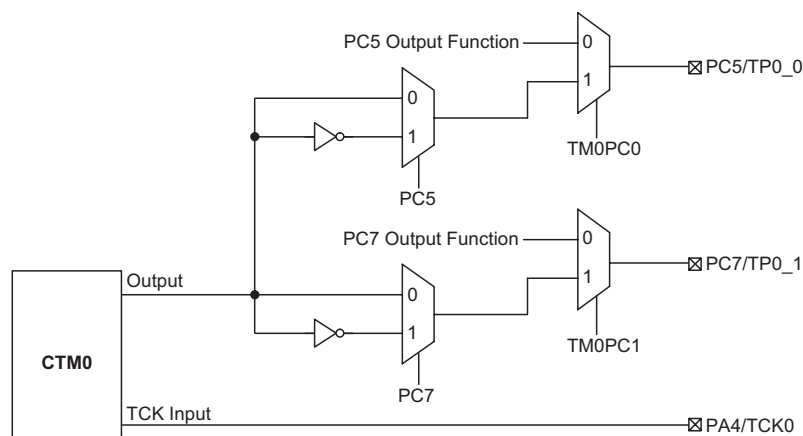 PC5 Output Function
0
1
PC5/TP0_0
0
1
TM0PC0
PC5
PC7 Output Function
0
1
PC7/TP0_1
Output
0
1
TM0PC1
CTM0
PC7
TCK Input
PA4/TCK0